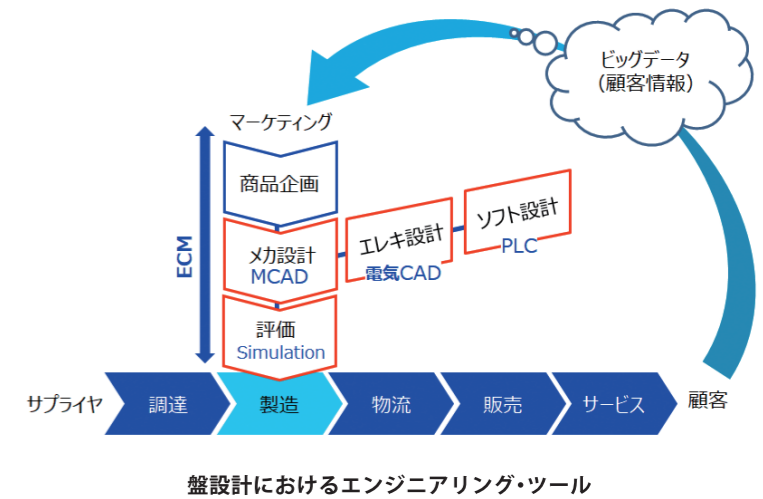 ビッグデータ
(顧客情報)
マーケティング
商品企画
ECM
メカ設計
MCAD
エレキ設計
電気CAD
ソフト設計
PLC
評価
Simulation
サプライヤ
調達
製造
物流
販売
サービス
顧客
盤設計におけるエンジニアリング・ツール